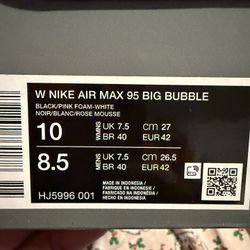 W NIKE AIR MAX 95 BIG BUBBLE
BLACK/PINK FOAM-WHITE
NOIR/BLANC/ROSE MOUSSE
10 WMNS UK 7.5 cm 27
BR 40 EUR 42
8.5 MENS UK 7.5 cm 26.5
BR 40 EUR 42
HJ5996 001
MADE IN INDONESIA /
FABRIQUE EN INDONESIE /
HECHO EN INDONESIA